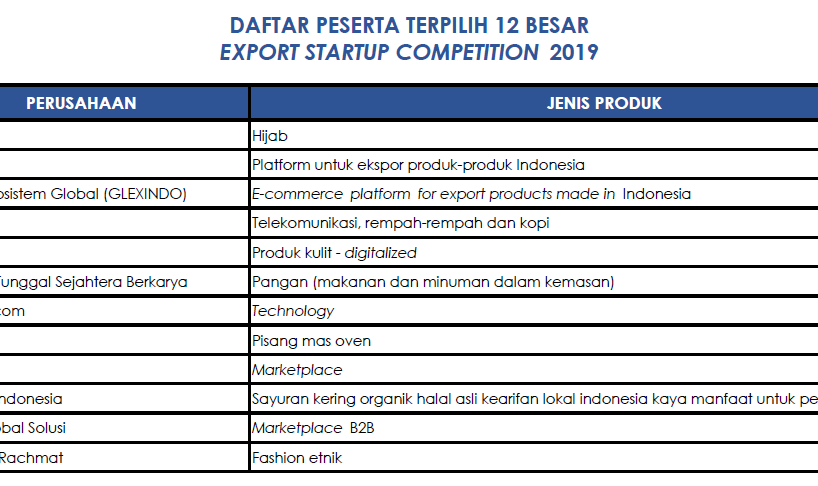 DAFTAR PESERTA TERPILIH 12 BESAR
EXPORT STARTUP COMPETITION 2019
PERUSAHAAN JENIS PRODUK
Hijab
Platform untuk ekspor produk-produk Indonesia
osistem Global (GLEXINDO) E-commerce platform for export products made in Indonesia
Telekomunikasi, rempah-rempah dan kopi
Produk kulit - digitalized
Tunggal Sejahtera Berkarya Pangan (makanan dan minuman dalam kemasan)
com Technology
Pisang mas oven
Marketplace
ndonesia Sayuran kering organik halal asli kearifan lokal indonesia kaya manfaat untuk pe
bal Solusi Marketplace B2B
Rachmat Fashion etnik